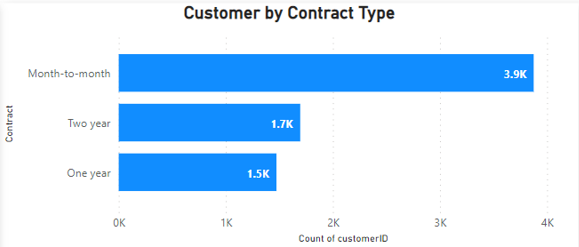 Customer by Contract Type
Contract
Month-to-month 3.9K
Two year 1.7K
One year 1.5K
0K 1K 2K 3K 4K
Count of customerID